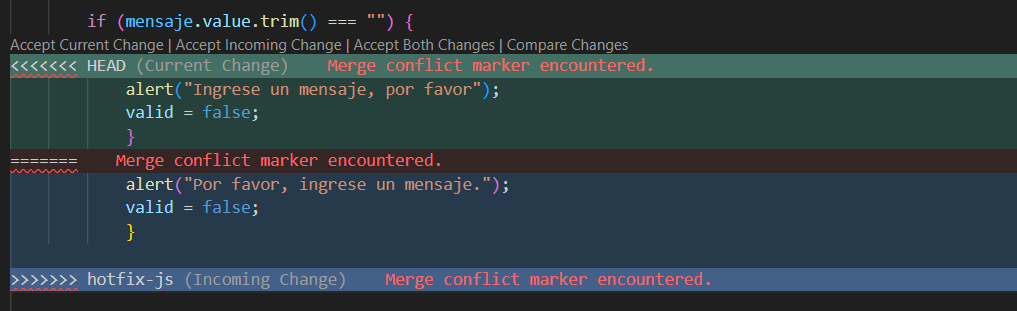 if (mensaje.value.trim() === "") {
Accept Current Change | Accept Incoming Change | Accept Both Changes | Compare Changes
<<<<<<< HEAD (Current Change) Merge conflict marker encountered.
alert("Ingrese un mensaje, por favor");
valid = false;
}
======= Merge conflict marker encountered.
alert("Por favor, ingrese un mensaje.");
valid = false;
}
>>>>>>> hotfix-js (Incoming Change) Merge conflict marker encountered.